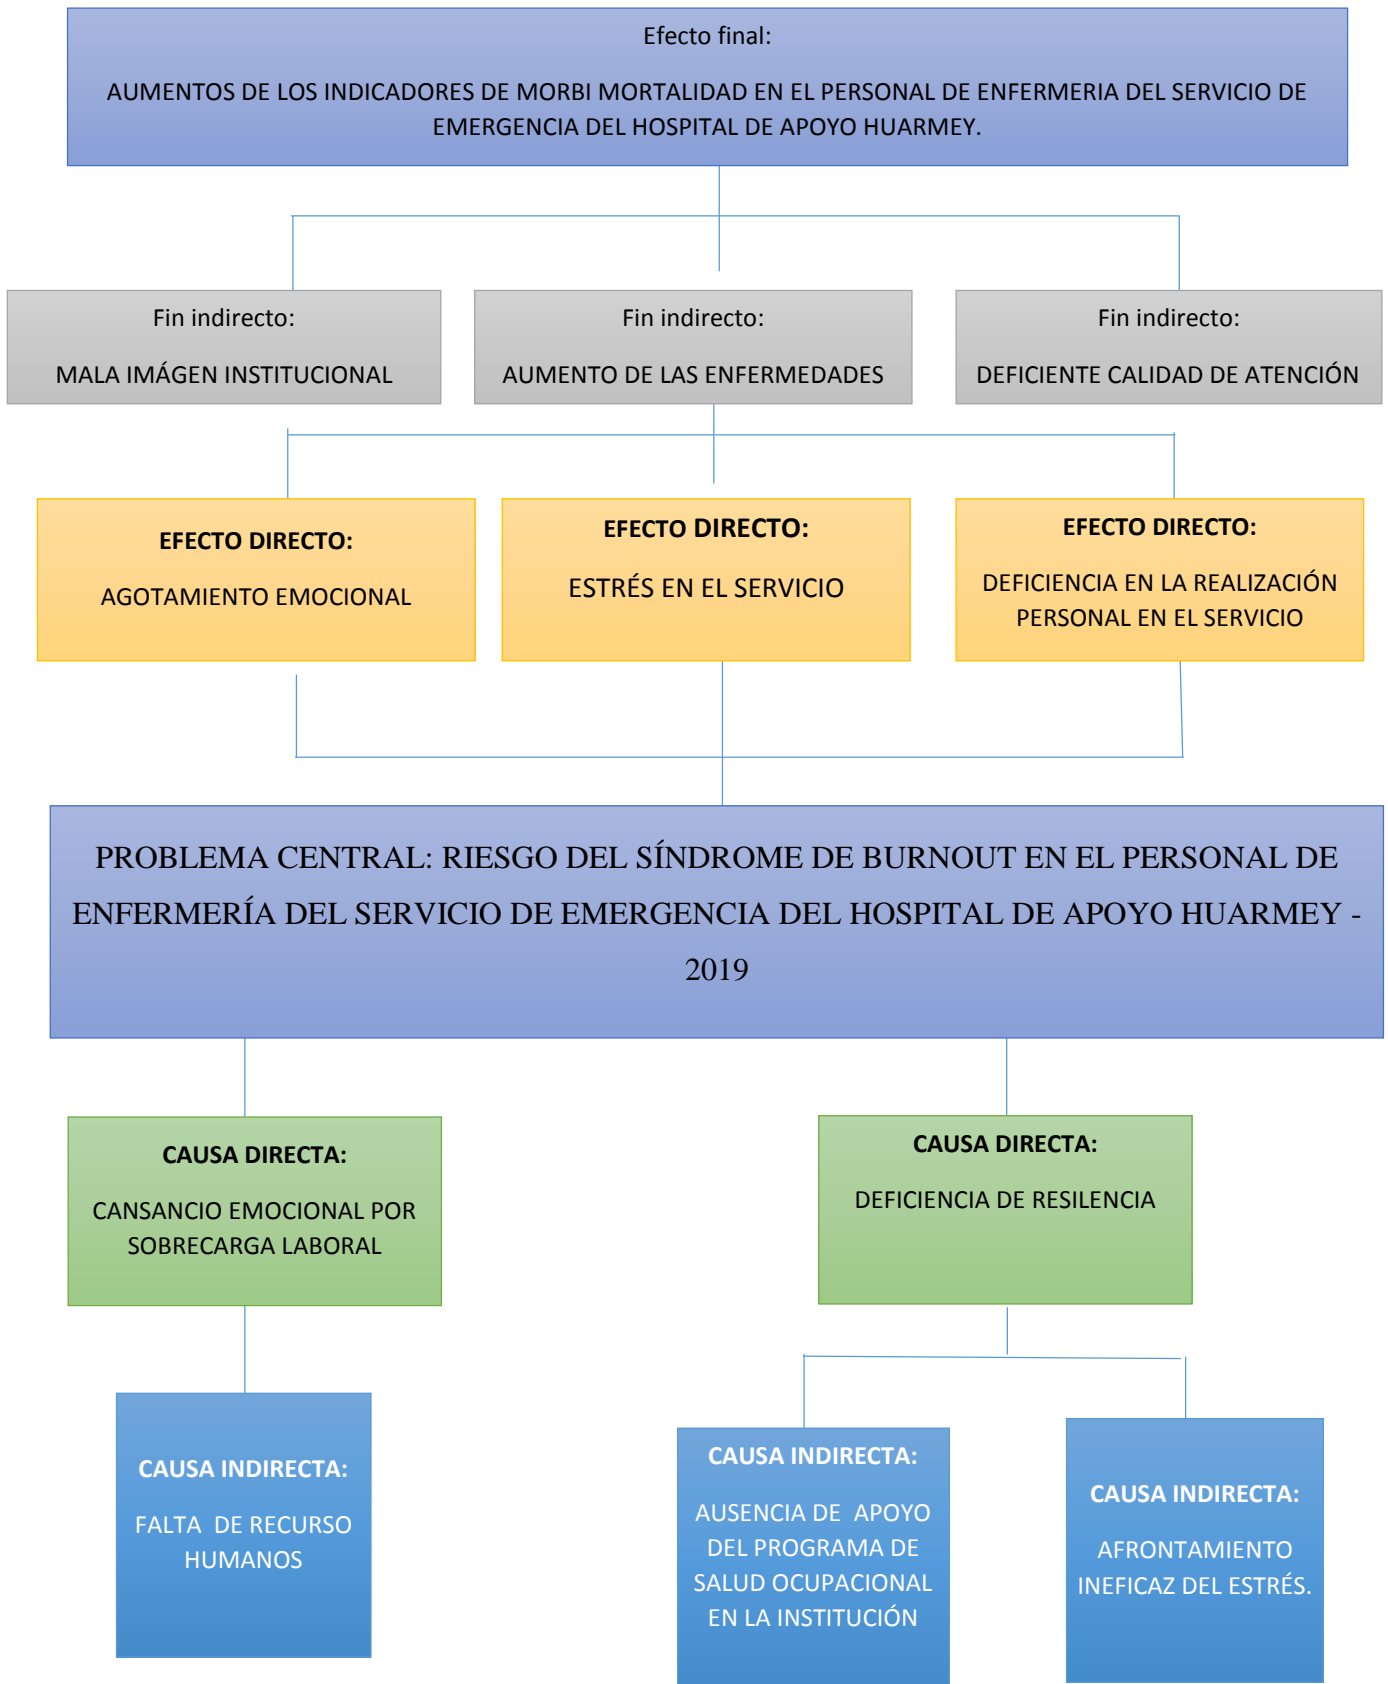 Efecto final:
AUMENTOS DE LOS INDICADORES DE MORBI MORTALIDAD EN EL PERSONAL DE ENFERMERIA DEL SERVICIO DE
EMERGENCIA DEL HOSPITAL DE APOYO HUARMEY.
Fin indirecto:
MALA IMÁGEN INSTITUCIONAL
Fin indirecto:
AUMENTO DE LAS ENFERMEDADES
Fin indirecto:
DEFICIENTE CALIDAD DE ATENCIÓN
EFECTO DIRECTO:
AGOTAMIENTO EMOCIONAL
EFECTO DIRECTO:
ESTRÉS EN EL SERVICIO
EFECTO DIRECTO:
DEFICIENCIA EN LA REALIZACIÓN
PERSONAL EN EL SERVICIO
PROBLEMA CENTRAL: RIESGO DEL SÍNDROME DE BURNOUT EN EL PERSONAL DE
ENFERMERÍA DEL SERVICIO DE EMERGENCIA DEL HOSPITAL DE APOYO HUARMEY -
2019
CAUSA DIRECTA:
CANSANCIO EMOCIONAL POR
SOBRECARGA LABORAL
CAUSA DIRECTA:
DEFICIENCIA DE RESILENCIA
CAUSA INDIRECTA:
FALTA DE RECURSO
HUMANOS
CAUSA INDIRECTA:
AUSENCIA DE APOYO
DEL PROGRAMA DE
SALUD OCUPACIONAL
EN LA INSTITUCIÓN
CAUSA INDIRECTA:
AFRONTAMIENTO
INEFICAZ DEL ESTRÉS.